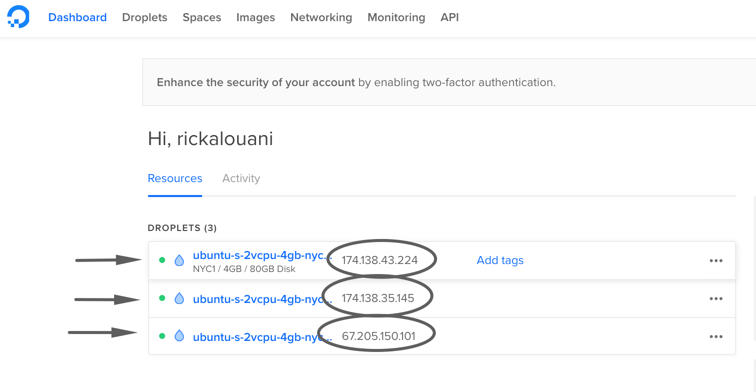 Dashboard Droplets Spaces Images Networking Monitoring API
Enhance the security of your account by enabling two-factor authentication.
Hi, rickalouani
Resources Activity
DROPLETS (3)
ubuntu-s-2vcpu-4gb-nyc... 174.138.43.224 Add tags
NYC1 / 4GB / 80GB Disk
ubuntu-s-2vcpu-4gb-nyc... 174.138.35.145
ubuntu-s-2vcpu-4gb-nyc... 67.205.150.101